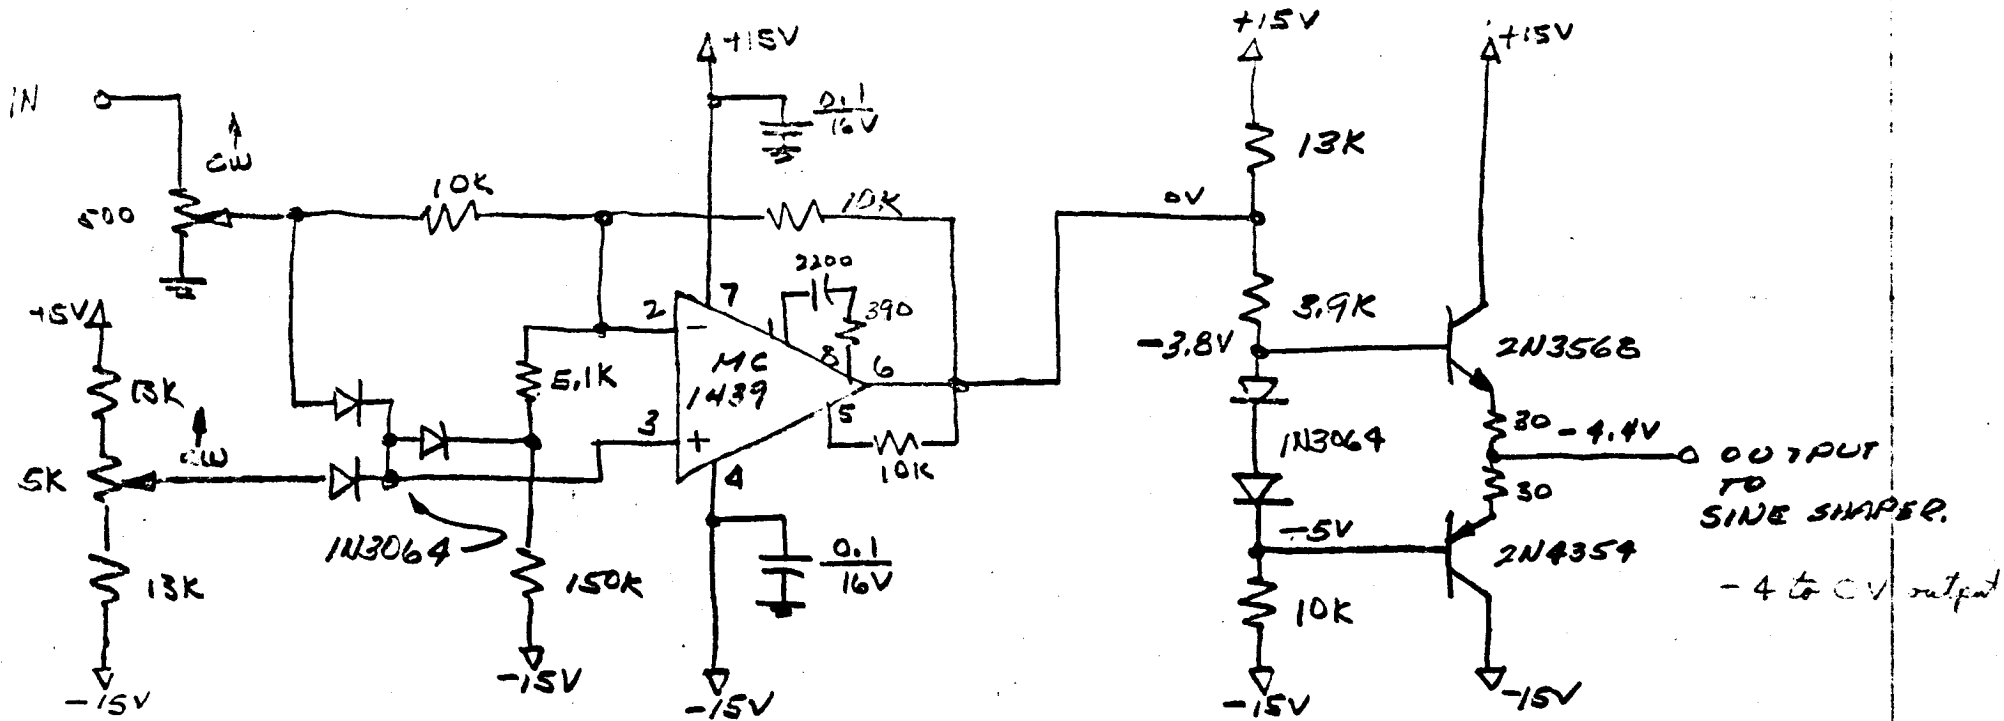 +15V
+15V
+15V
IN
0.1
16V
CW
13K
10K
10K
0V
500
2200
390
3.9K
+15V
2
7
1
-3.8V
2N3568
MC
1439
8
6
5.1K
13K
3
5
30
-4.4V
1N3064
CW
OUTPUT
TO
SINE SHAPER.
5K
4
10K
30
-5V
1N3064
0.1
16V
2N4354
13K
150K
10K
-4 to 0V output
-15V
-15V
-15V
-15V
-15V